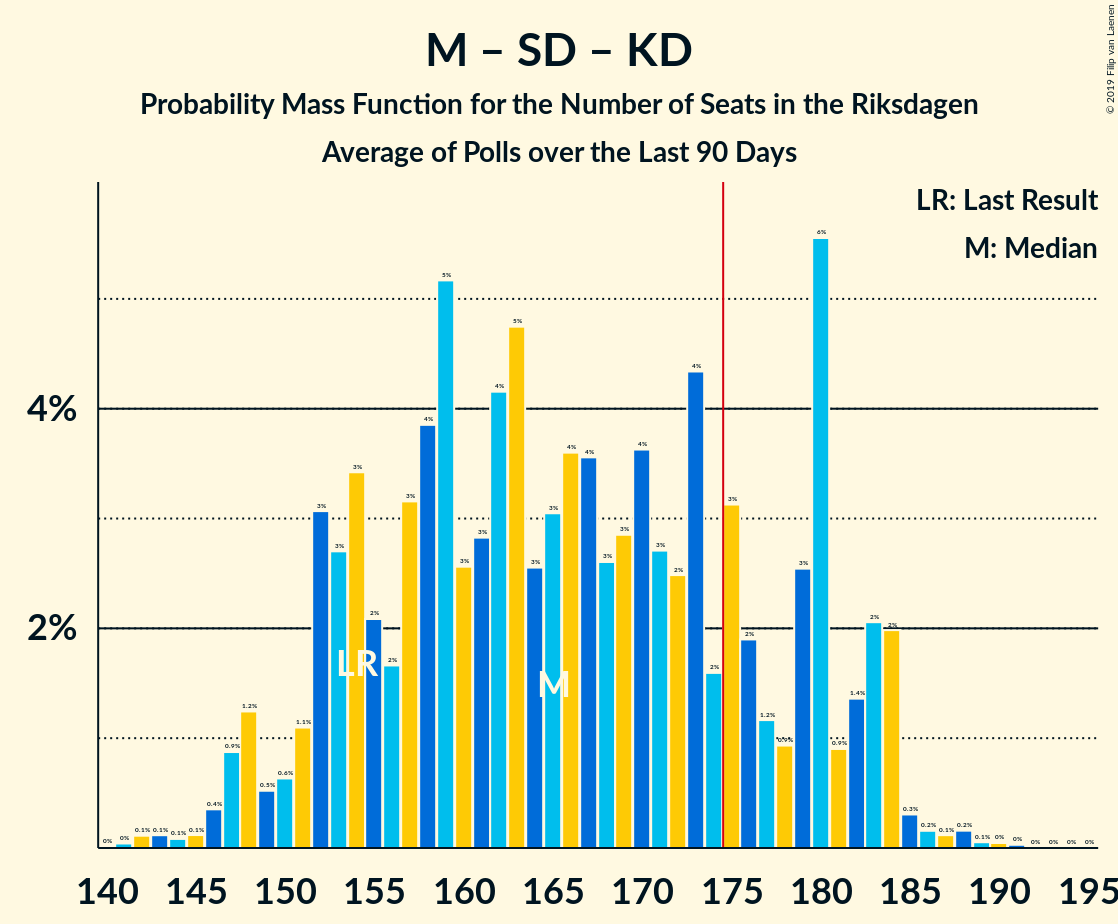 © 2019 Filip van Laenen
M – SD – KD
Probability Mass Function for the Number of Seats in the Riksdagen
Average of Polls over the Last 90 Days
LR: Last Result
M: Median
4%
2%
0% 0% 0.1% 0.1% 0.1% 0.1% 0.4% 0.9% 1.2% 0.5% 0.6% 1.1% 3% 3% 3% 2% 2% 3% 4% 5% 3% 3% 4% 5% 3% 3% 4% 4% 3% 3% 4% 3% 2% 4% 2% 3% 2% 1.2% 0.9% 3% 6% 0.9% 1.4% 2% 2% 0.3% 0.2% 0.1% 0.2% 0.1% 0% 0% 0% 0% 0% 0%
LR
M
140 145 150 155 160 165 170 175 180 185 190 195